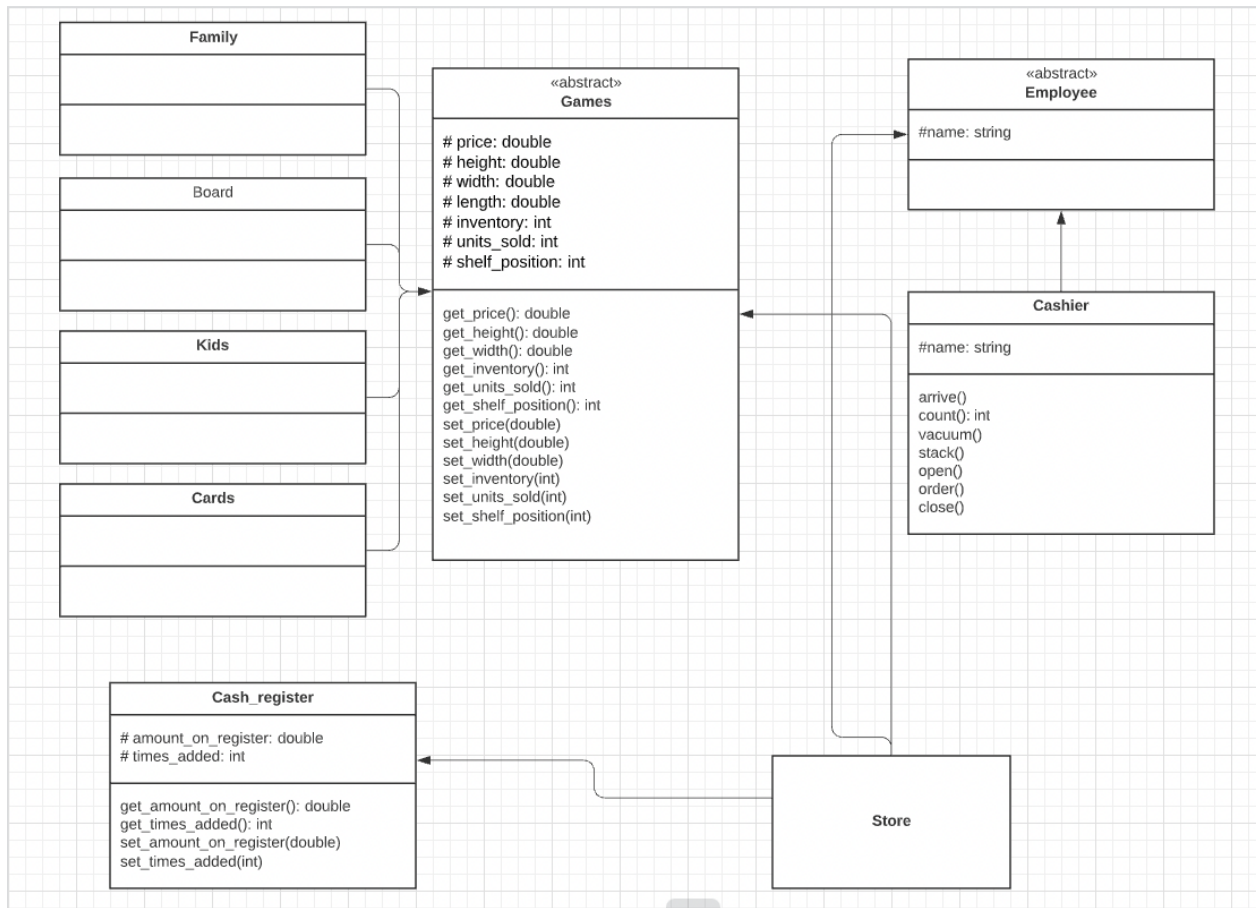 Family
Board
Kids
Cards
«abstract»
Games
# price: double
# height: double
# width: double
# length: double
# inventory: int
# units_sold: int
# shelf_position: int
get_price(): double
get_height(): double
get_width(): double
get_inventory(): int
get_units_sold(): int
get_shelf_position(): int
set_price(double)
set_height(double)
set_width(double)
set_inventory(int)
set_units_sold(int)
set_shelf_position(int)
«abstract»
Employee
#name: string
Cashier
#name: string
arrive()
count(): int
vacuum()
stack()
open()
order()
close()
Cash_register
# amount_on_register: double
# times_added: int
get_amount_on_register(): double
get_times_added(): int
set_amount_on_register(double)
set_times_added(int)
Store